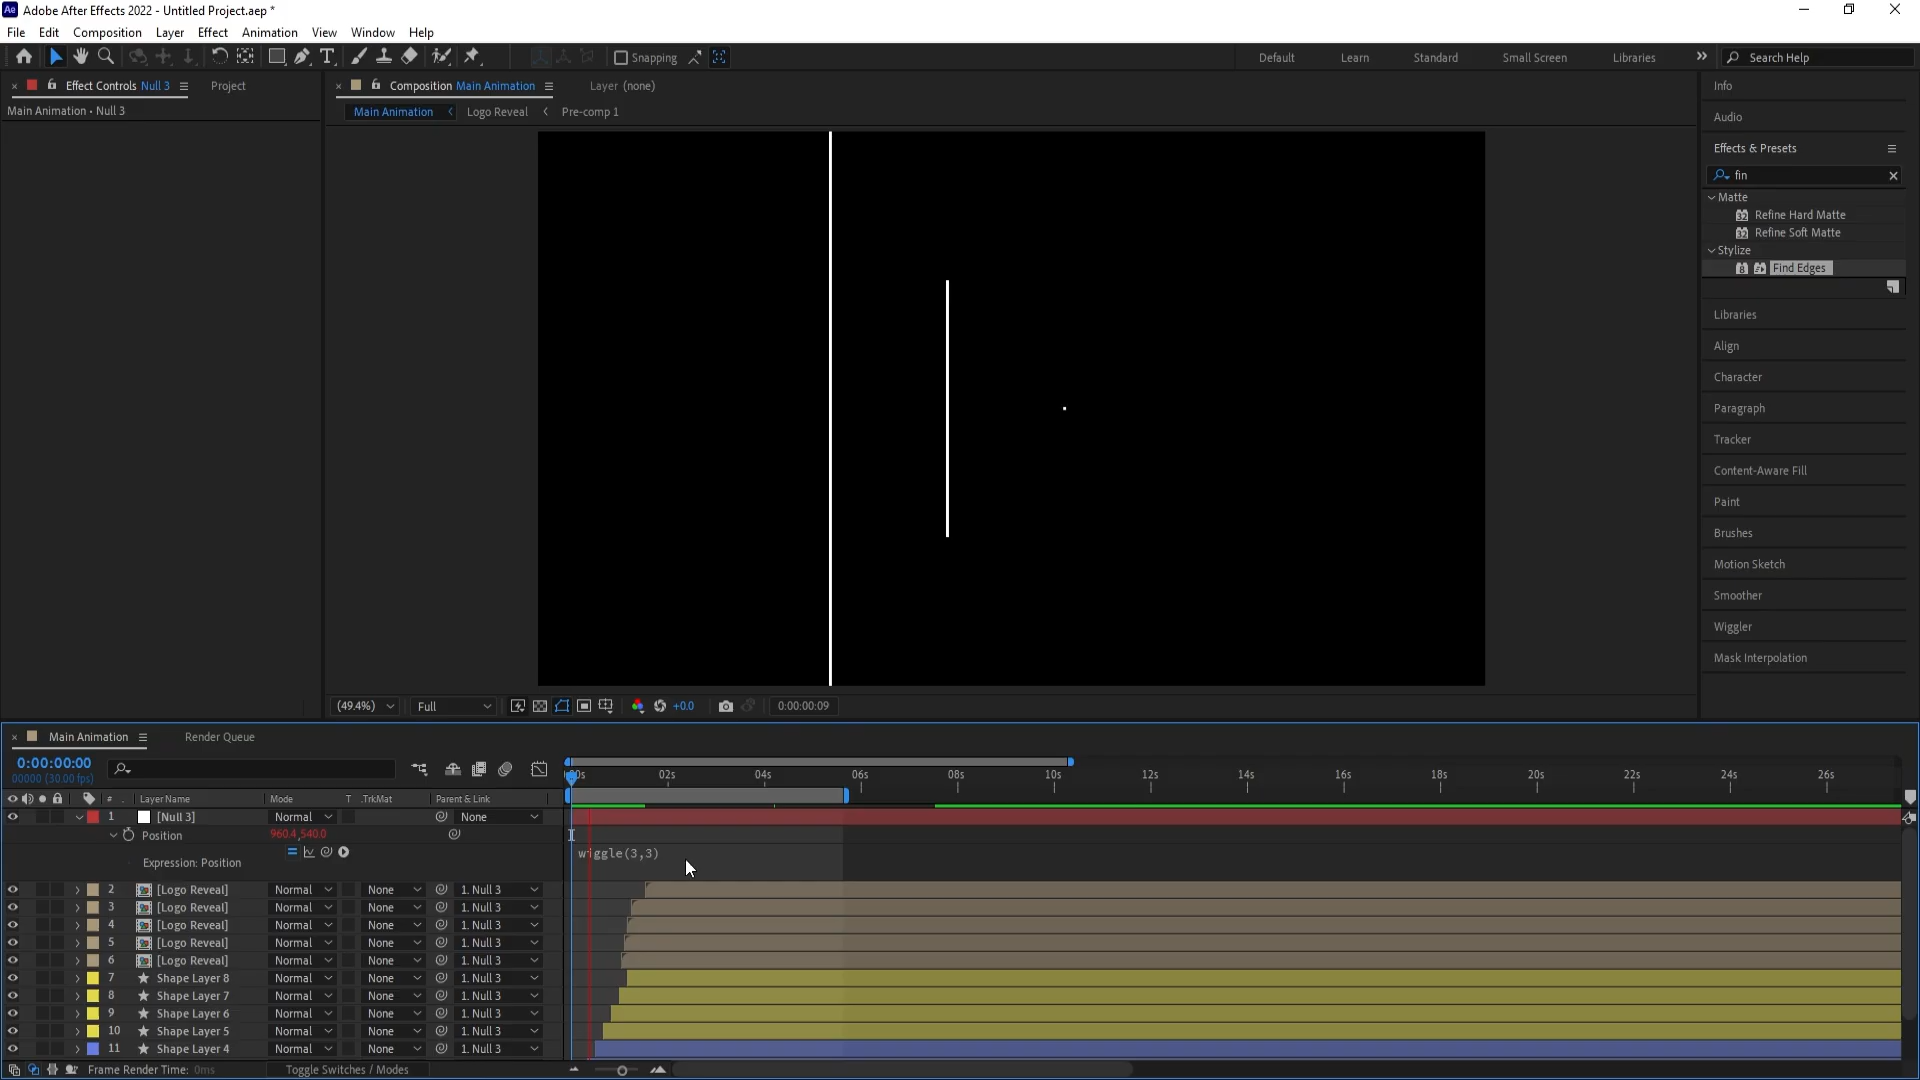 Ae Adobe After Effects 2022 - Untitled Project.aep *
File Edit Composition Layer Effect Animation View Window Help
Snapping Default Learn Standard Small Screen Libraries Search Help
Effect Controls Null 3 Project Composition Main Animation Layer (none) Info
Main Animation • Null 3 Main Animation Logo Reveal Pre-comp 1
Audio
Effects & Presets
fin
Matte
32 Refine Hard Matte
32 Refine Soft Matte
Stylize
8 Find Edges
Libraries
Align
Character
Paragraph
Tracker
Content-Aware Fill
Paint
Brushes
Motion Sketch
Smoother
Wiggler
Mask Interpolation
(49.4%) Full +0.0 0:00:00:09
Main Animation Render Queue
0:00:00:00
00000 (30.00 fps)
00s 02s 04s 06s 08s 10s 12s 14s 16s 18s 20s 22s 24s 26s
# Layer Name Mode T .TrkMat Parent & Link
1 [Null 3] Normal None
Position 960.4,540.0
Expression: Position wiggle(3,3)
2 [Logo Reveal] Normal None 1. Null 3
3 [Logo Reveal] Normal None 1. Null 3
4 [Logo Reveal] Normal None 1. Null 3
5 [Logo Reveal] Normal None 1. Null 3
6 [Logo Reveal] Normal None 1. Null 3
7 Shape Layer 8 Normal None 1. Null 3
8 Shape Layer 7 Normal None 1. Null 3
9 Shape Layer 6 Normal None 1. Null 3
10 Shape Layer 5 Normal None 1. Null 3
11 Shape Layer 4 Normal None 1. Null 3
Frame Render Time: 0ms Toggle Switches / Modes